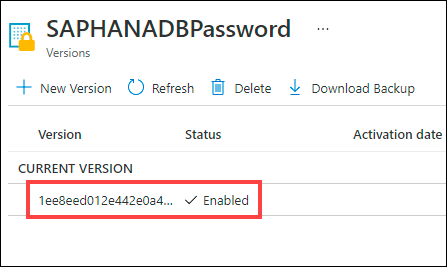 SAPHANADBPassword ...
Versions
New Version Refresh Delete Download Backup
Version Status Activation date
CURRENT VERSION
1ee8eed012e442e0a4... Enabled